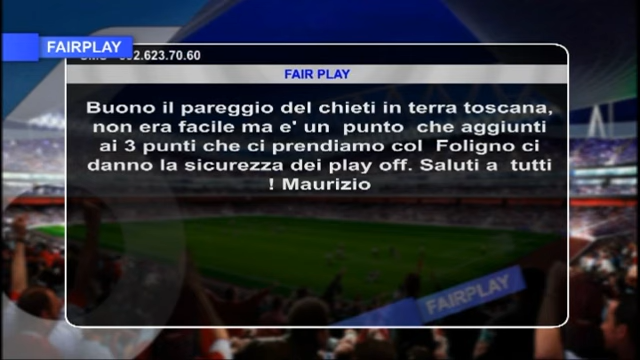 FAIRPLAY
FAIR PLAY
Buono il pareggio del chieti in terra toscana,
non era facile ma e' un punto che aggiunti
ai 3 punti che ci prendiamo col Foligno ci
danno la sicurezza dei play off. Saluti a tutti
! Maurizio
FAIRPLAY